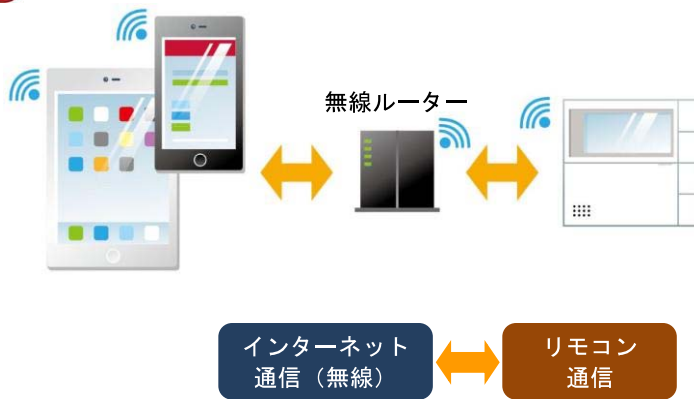 無線ルーター
インターネット
通信（無線）
リモコン
通信